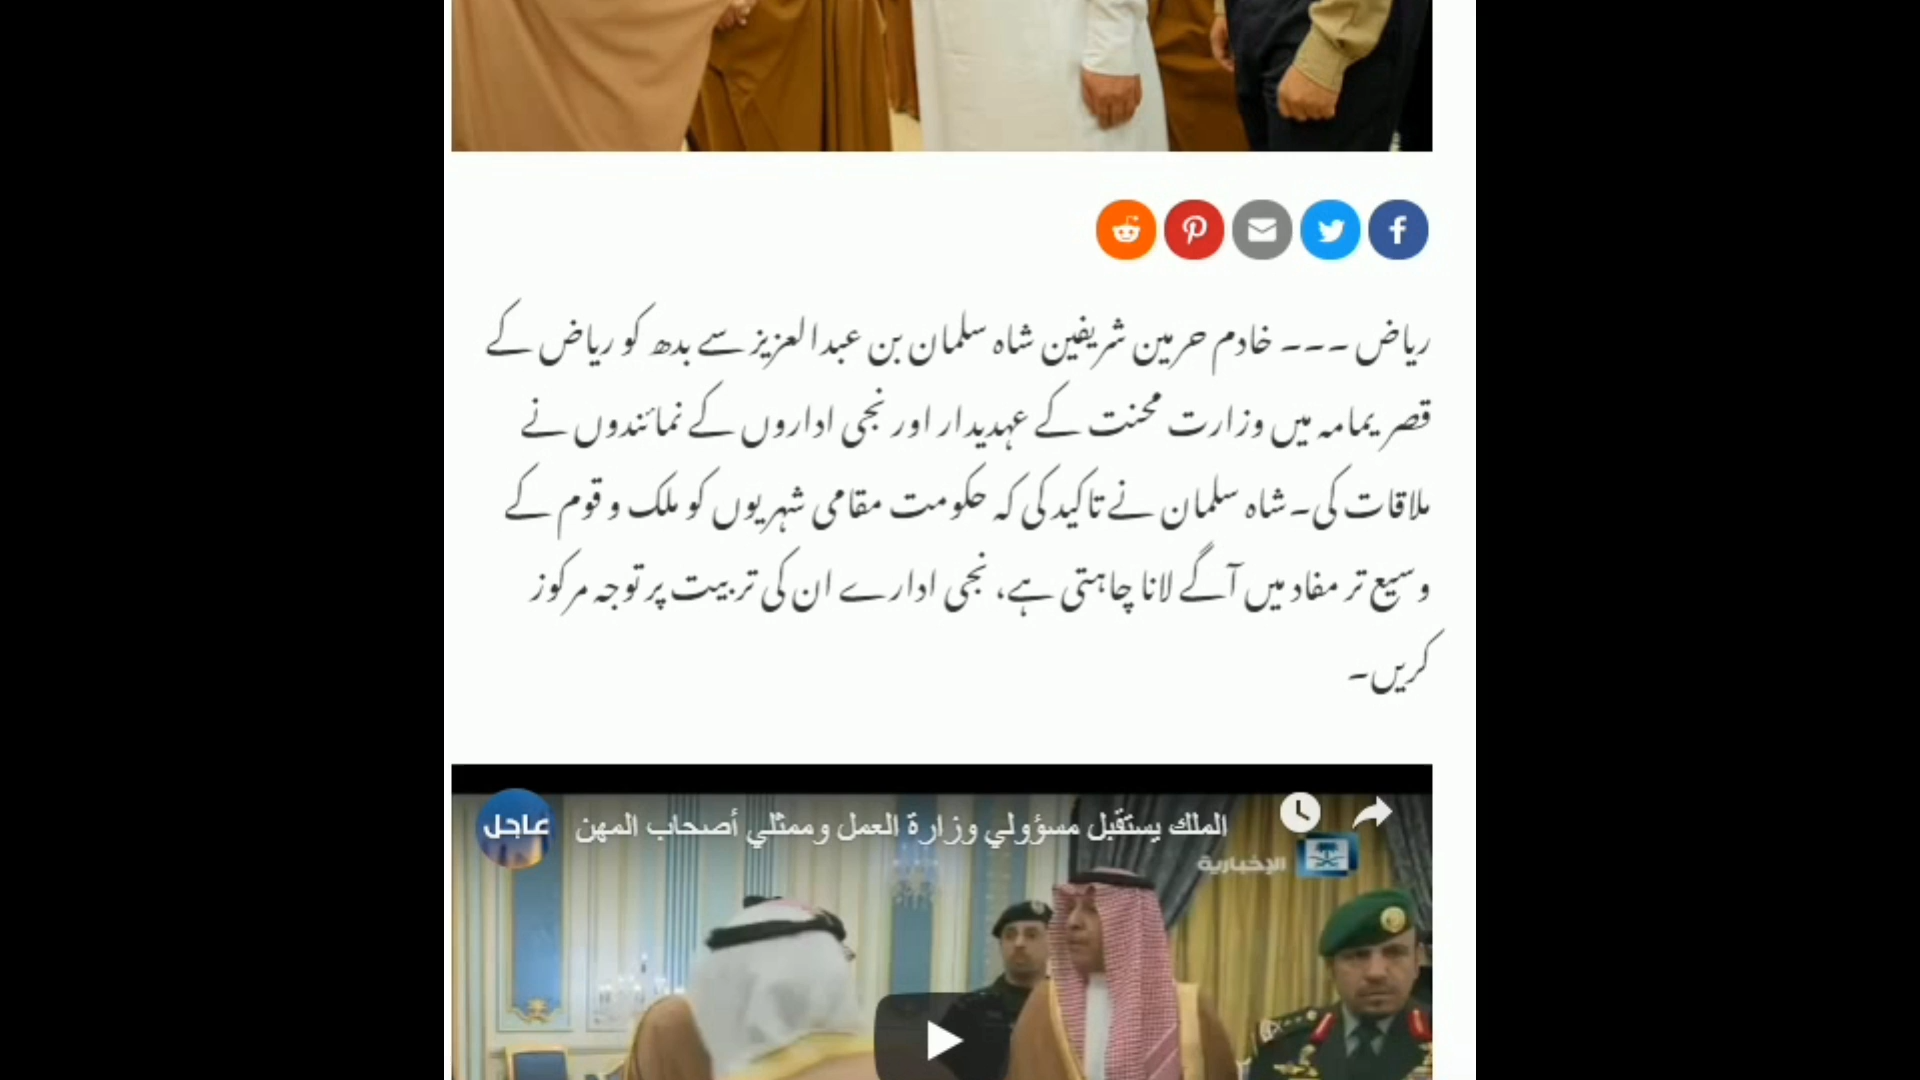 ریاض ۔۔۔ خادم حرمین شریفین شاہ سلمان بن عبدالعزیز سے بدھ کو ریاض کے
قصر یمامہ میں وزارت محنت کے عہدیدار اور نجی اداروں کے نمائندوں نے
ملاقات کی۔شاہ سلمان نے تاکید کی کہ حکومت مقامی شہریوں کو ملک و قوم کے
وسیع تر مفاد میں آگے لانا چاہتی ہے، نجی ادارے ان کی تربیت پر توجہ مرکوز
کریں۔
الملك يستقبل مسؤولي وزارة العمل وممثلي أصحاب المهن
عاجل
الإخبارية